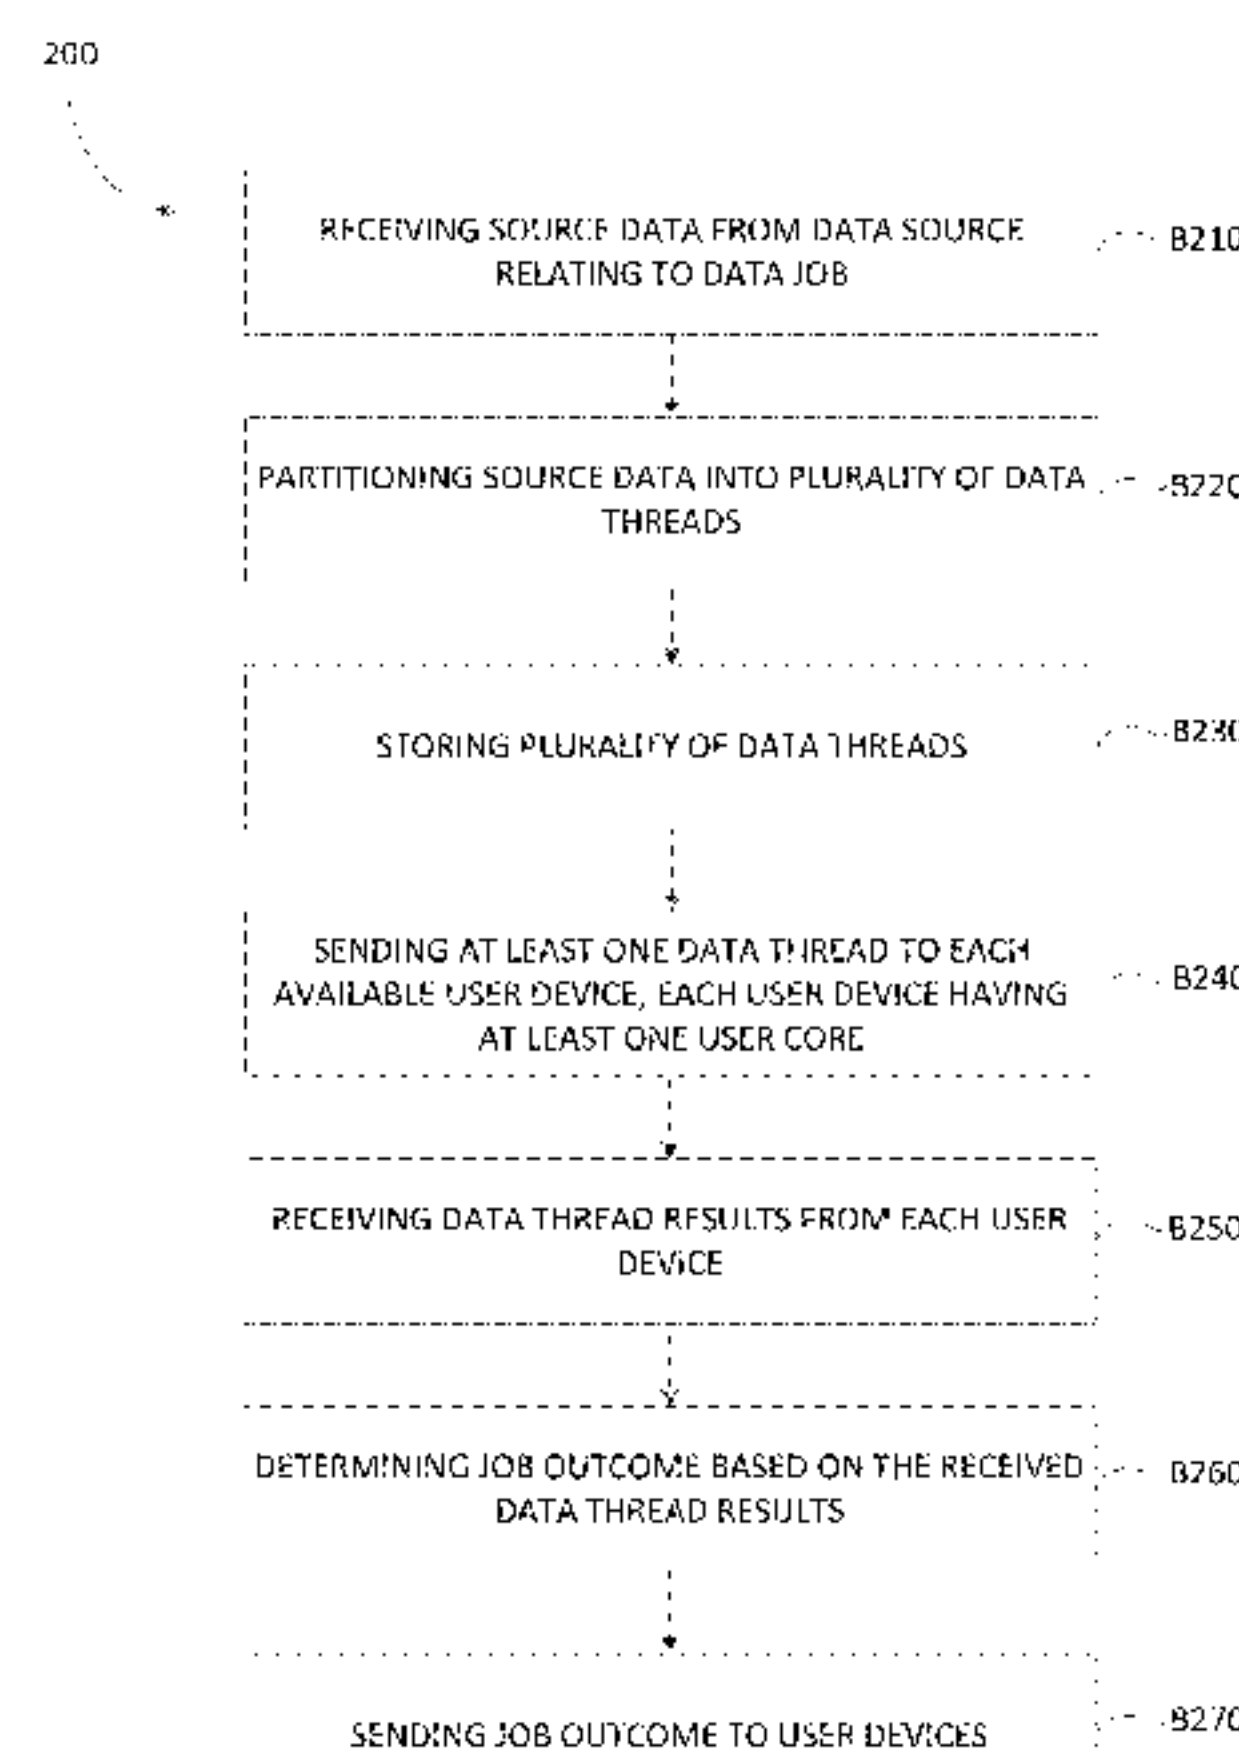 200
RECEIVING SOURCE DATA FROM DATA SOURCE
RELATING TO DATA JOB
B210
PARTITIONING SOURCE DATA INTO PLURALITY OF DATA
THREADS
B220
STORING PLURALITY OF DATA THREADS
B230
SENDING AT LEAST ONE DATA THREAD TO EACH
AVAILABLE USER DEVICE, EACH USER DEVICE HAVING
AT LEAST ONE USER CORE
B240
RECEIVING DATA THREAD RESULTS FROM EACH USER
DEVICE
B250
DETERMINING JOB OUTCOME BASED ON THE RECEIVED
DATA THREAD RESULTS
B260
SENDING JOB OUTCOME TO USER DEVICES
B270